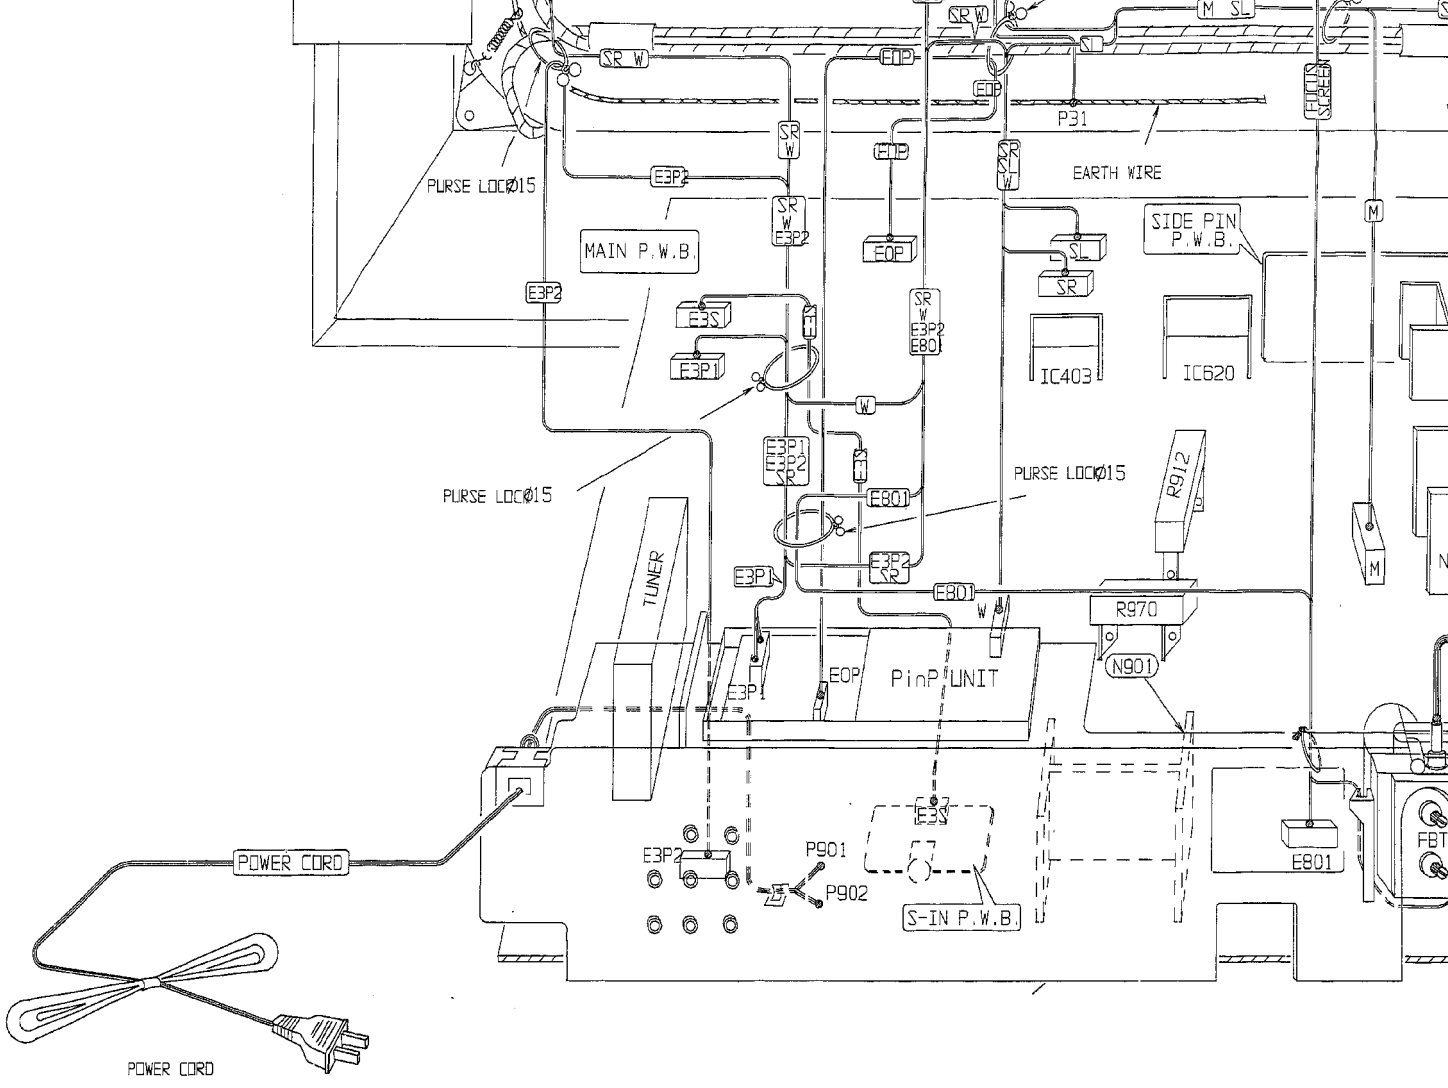 SR W
M SL
SR W
EOP
SL
EOP
FOCUS
SCREEN
P31
SR
W
EOP
SR
SL
W
EARTH WIRE
E3P2
PURSE LOCØ15
SR
W
E3P2
M
SIDE PIN
P.W.B.
MAIN P.W.B.
EOP
SL
SR
E3P2
SR
W
E3P2
E801
E3S
E3P1
IC403
IC620
W
E3P1
E3P2
SR
PURSE LOCØ15
PURSE LOCØ15
R912
E801
TUNER
E3P1
E3P2
SR
E801
M
N
W
R970
E3P1
EOP
PinP UNIT
N901
E3S
FBT
POWER CORD
E3P2
P901
P902
E801
S-IN P.W.B.
POWER CORD